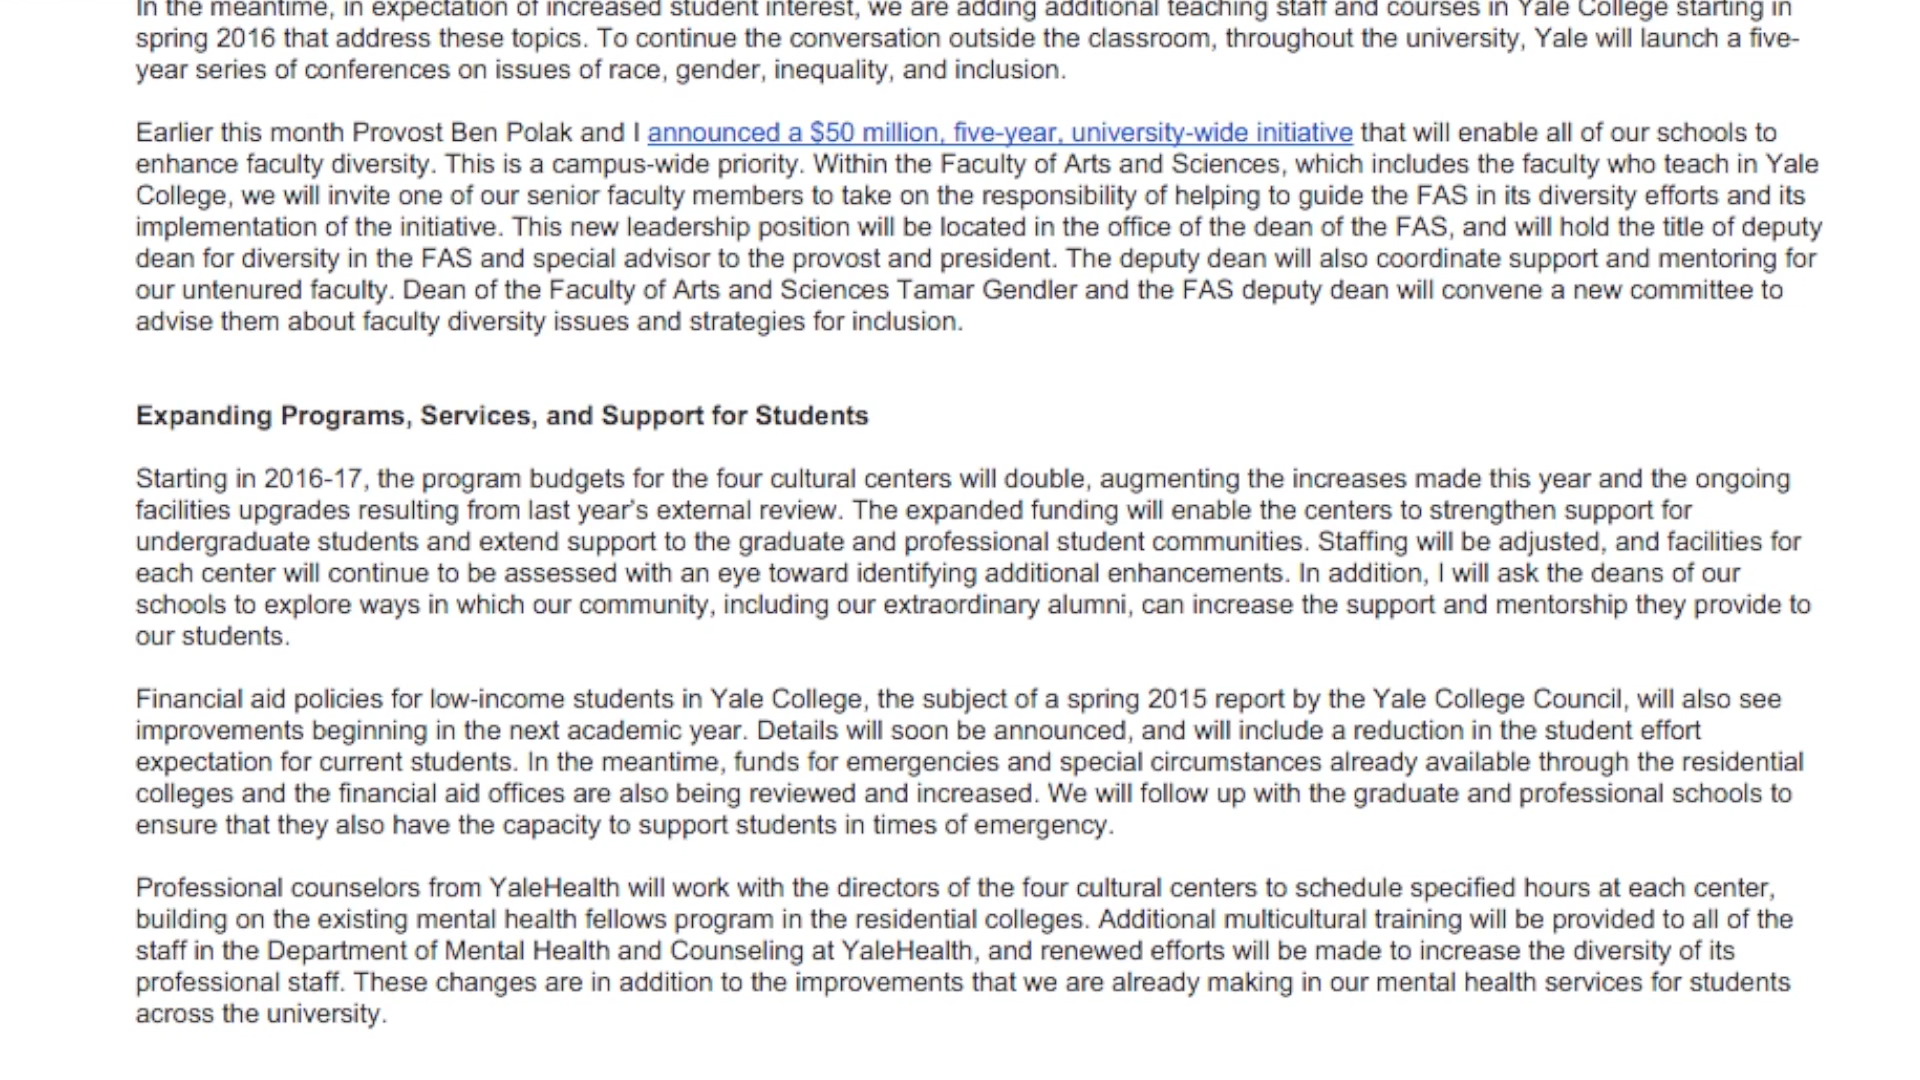 In the meantime, in expectation of increased student interest, we are adding additional teaching staff and courses in Yale College starting in
spring 2016 that address these topics. To continue the conversation outside the classroom, throughout the university, Yale will launch a five-
year series of conferences on issues of race, gender, inequality, and inclusion.
Earlier this month Provost Ben Polak and I announced a $50 million, five-year, university-wide initiative that will enable all of our schools to
enhance faculty diversity. This is a campus-wide priority. Within the Faculty of Arts and Sciences, which includes the faculty who teach in Yale
College, we will invite one of our senior faculty members to take on the responsibility of helping to guide the FAS in its diversity efforts and its
implementation of the initiative. This new leadership position will be located in the office of the dean of the FAS, and will hold the title of deputy
dean for diversity in the FAS and special advisor to the provost and president. The deputy dean will also coordinate support and mentoring for
our untenured faculty. Dean of the Faculty of Arts and Sciences Tamar Gendler and the FAS deputy dean will convene a new committee to
advise them about faculty diversity issues and strategies for inclusion.
Expanding Programs, Services, and Support for Students
Starting in 2016-17, the program budgets for the four cultural centers will double, augmenting the increases made this year and the ongoing
facilities upgrades resulting from last year's external review. The expanded funding will enable the centers to strengthen support for
undergraduate students and extend support to the graduate and professional student communities. Staffing will be adjusted, and facilities for
each center will continue to be assessed with an eye toward identifying additional enhancements. In addition, I will ask the deans of our
schools to explore ways in which our community, including our extraordinary alumni, can increase the support and mentorship they provide to
our students.
Financial aid policies for low-income students in Yale College, the subject of a spring 2015 report by the Yale College Council, will also see
improvements beginning in the next academic year. Details will soon be announced, and will include a reduction in the student effort
expectation for current students. In the meantime, funds for emergencies and special circumstances already available through the residential
colleges and the financial aid offices are also being reviewed and increased. We will follow up with the graduate and professional schools to
ensure that they also have the capacity to support students in times of emergency.
Professional counselors from YaleHealth will work with the directors of the four cultural centers to schedule specified hours at each center,
building on the existing mental health fellows program in the residential colleges. Additional multicultural training will be provided to all of the
staff in the Department of Mental Health and Counseling at YaleHealth, and renewed efforts will be made to increase the diversity of its
professional staff. These changes are in addition to the improvements that we are already making in our mental health services for students
across the university.